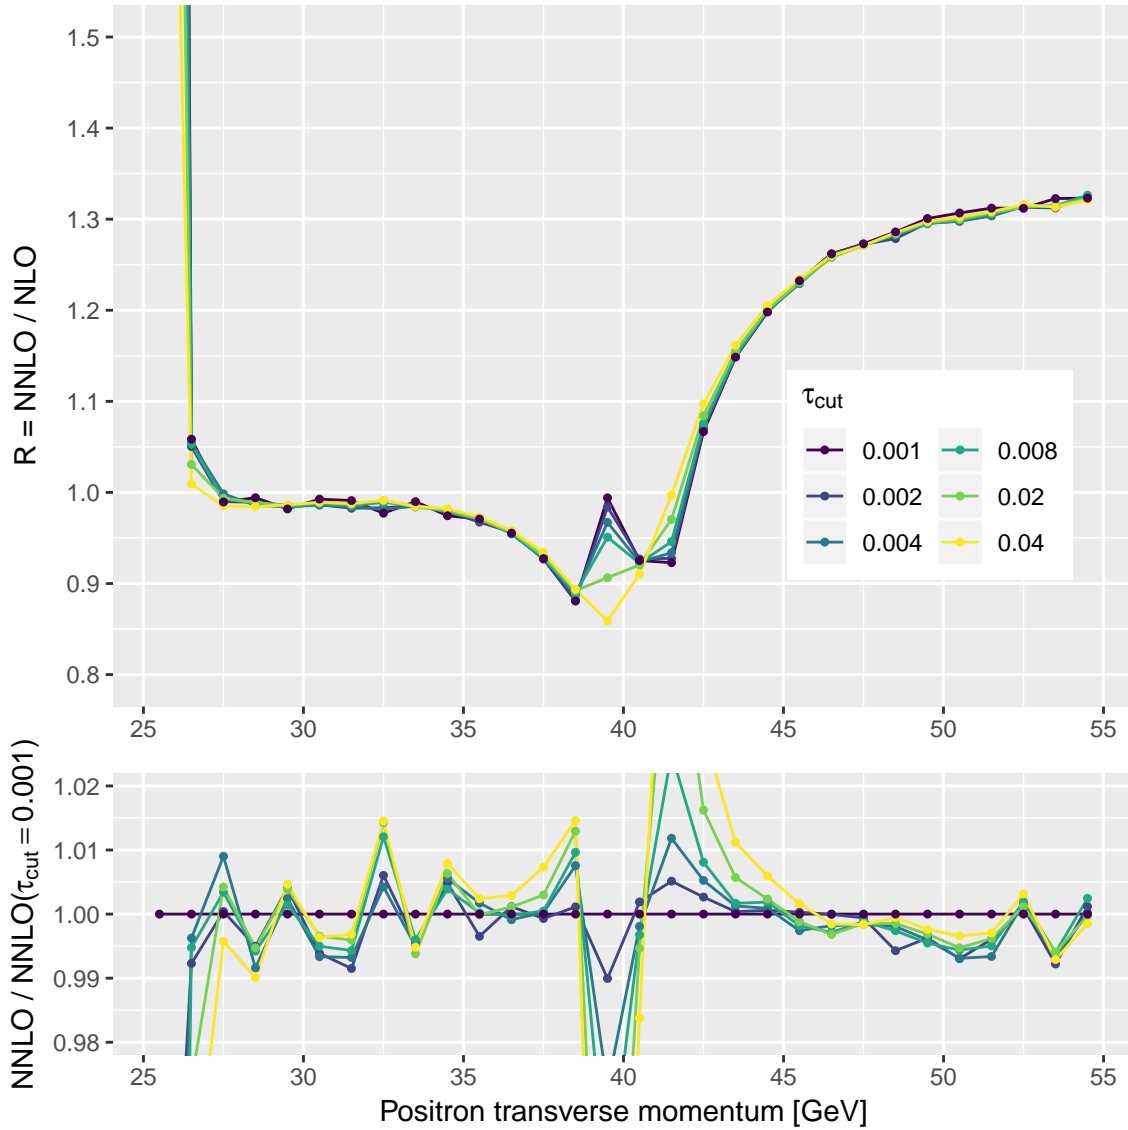 1.5
1.4
1.3
1.2
1.1
1.0
0.9
0.8
R = NNLO / NLO
τcut
0.001 0.008
0.002 0.02
0.004 0.04
25 30 35 40 45 50 55
1.02
1.01
1.00
0.99
0.98
NNLO / NNLO(τcut = 0.001)
25 30 35 40 45 50 55
Positron transverse momentum [GeV]